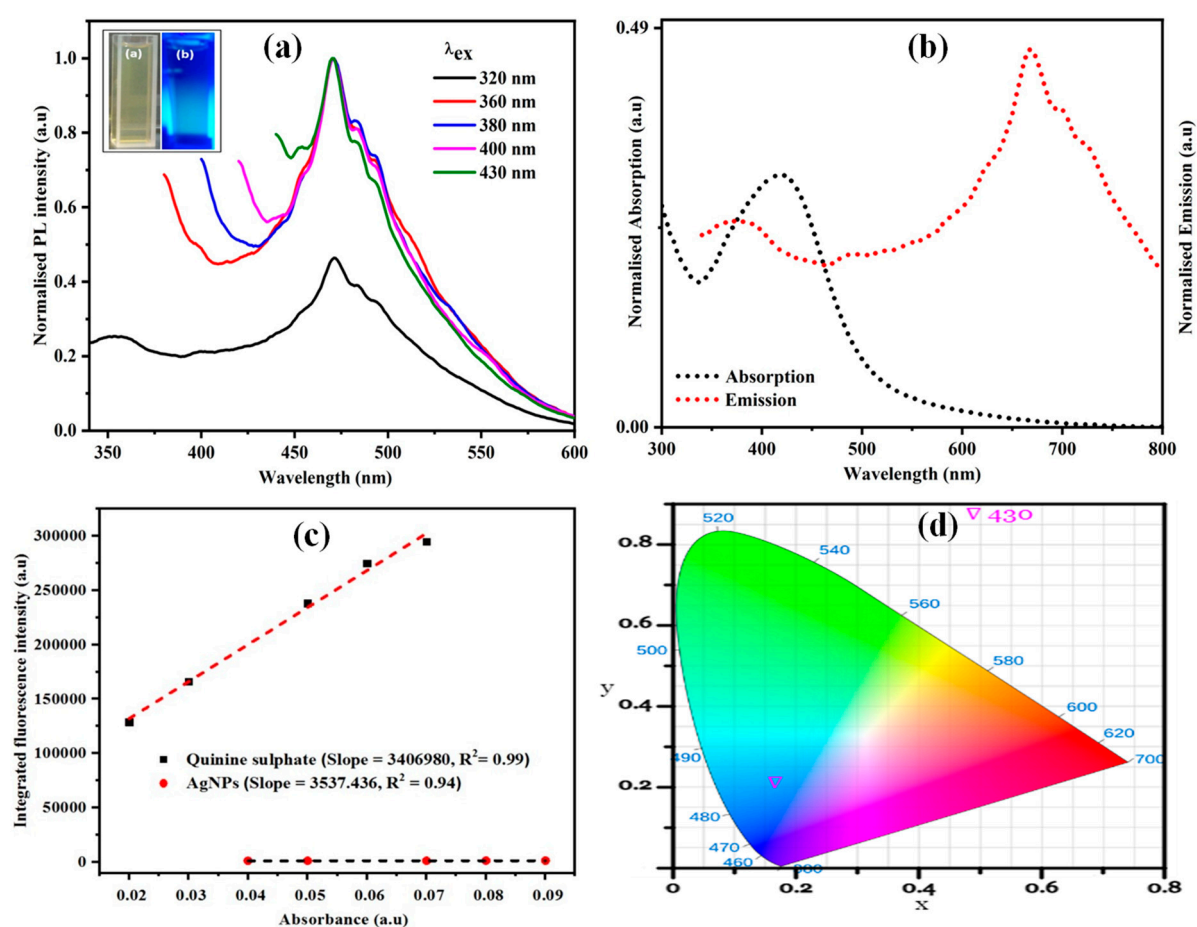 (a)
(a) (b)
λex
320 nm
360 nm
380 nm
400 nm
430 nm
Normalised PL intensity (a.u)
1.0
0.8
0.6
0.4
0.2
0.0
350 400 450 500 550 600
Wavelength (nm)
(b)
0.49
0.00
Normalised Absorption (a.u)
Normalised Emission (a.u)
Absorption
Emission
300 400 500 600 700 800
Wavelength (nm)
(c)
Integrated fluorescence intensity (a.u)
300000
250000
200000
150000
100000
50000
0
Quinine sulphate (Slope = 3406980, R²= 0.99)
AgNPs (Slope = 3537.436, R² = 0.94)
0.02 0.03 0.04 0.05 0.06 0.07 0.08 0.09
Absorbance (a.u)
(d)
▽ 430
520
540
560
580
600
620
700
500
490
480
470
460
y
0.8
0.6
0.4
0.2
0 0.2 0.4 0.6 0.8
x